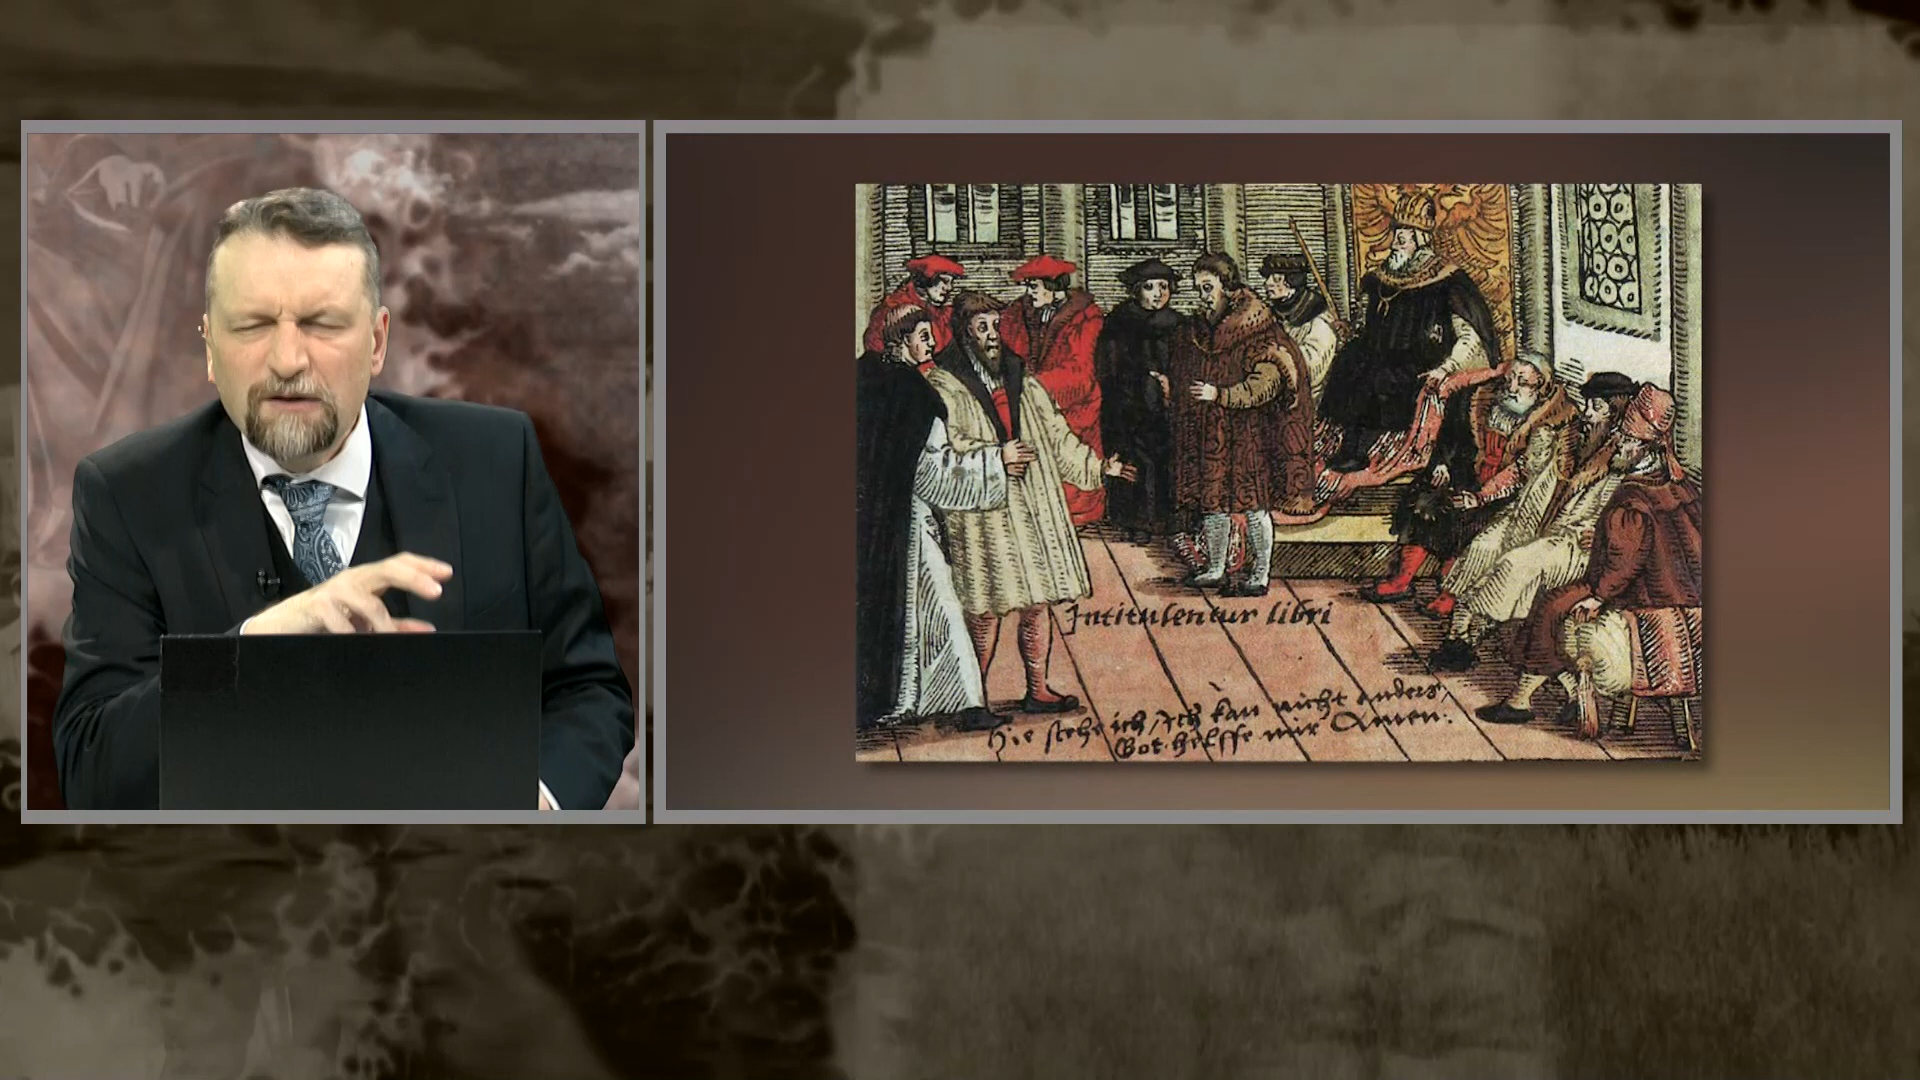 Intitulentur libri
Hie stehe ich, Ich kan nicht anders,
Got helffe mir Amen.